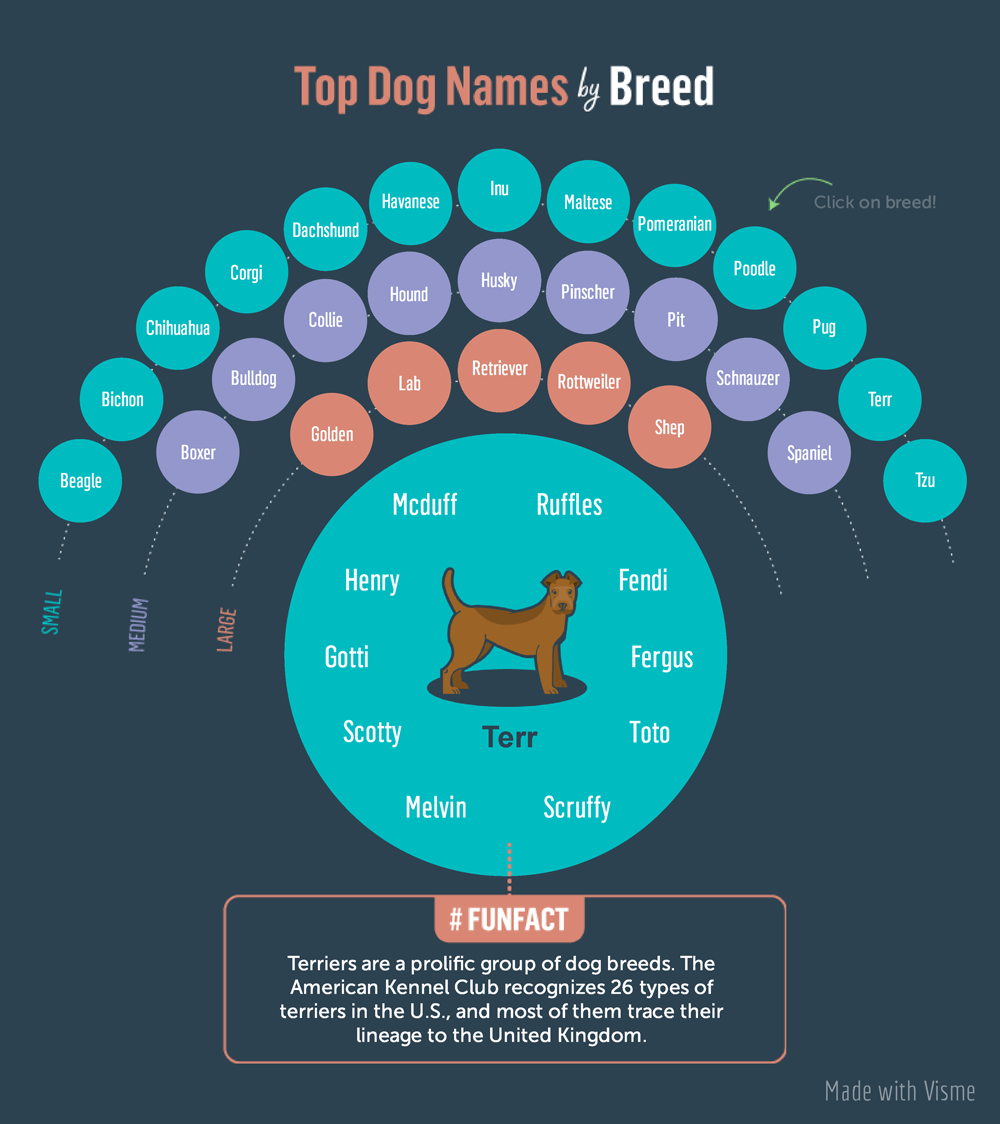 Top Dog Names by Breed
Click on breed!
Beagle
Bichon
Chihuahua
Corgi
Dachshund
Havanese
Inu
Maltese
Pomeranian
Poodle
Pug
Terr
Tzu
Boxer
Bulldog
Collie
Hound
Husky
Pinscher
Pit
Schnauzer
Spaniel
Golden
Lab
Retriever
Rottweiler
Shep
SMALL
MEDIUM
LARGE
Mcduff
Ruffles
Henry
Fendi
Gotti
Fergus
Scotty
Toto
Melvin
Scruffy
Terr
# FUNFACT
Terriers are a prolific group of dog breeds. The
American Kennel Club recognizes 26 types of
terriers in the U.S., and most of them trace their
lineage to the United Kingdom.
Made with Visme